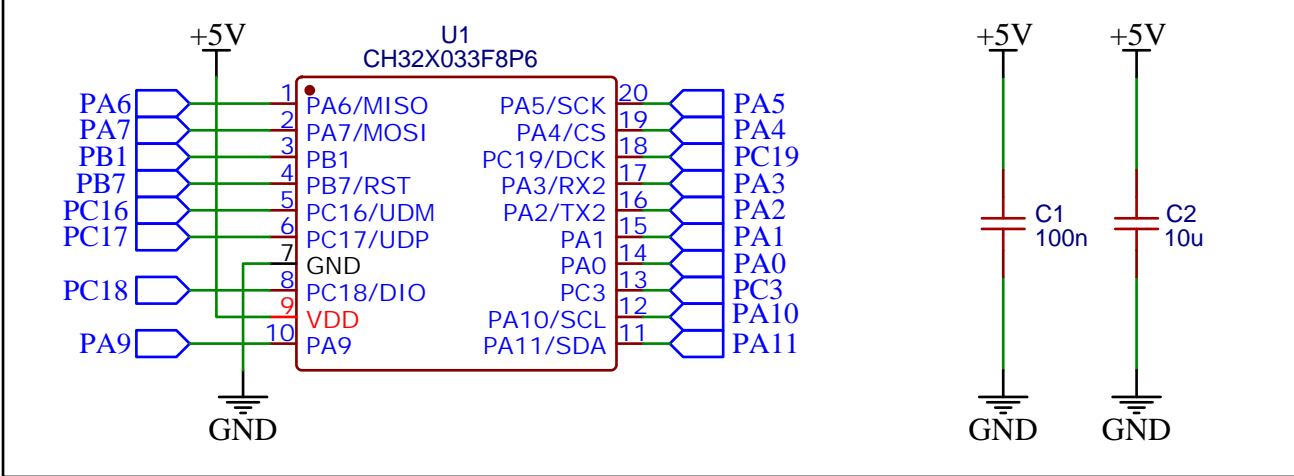 +5V
U1
CH32X033F8P6
PA6 1 PA6/MISO PA5/SCK 20 PA5
PA7 2 PA7/MOSI PA4/CS 19 PA4
PB1 3 PB1 PC19/DCK 18 PC19
PB7 4 PB7/RST PA3/RX2 17 PA3
PC16 5 PC16/UDM PA2/TX2 16 PA2
PC17 6 PC17/UDP PA1 15 PA1
7 GND PA0 14 PA0
PC18 8 PC18/DIO PC3 13 PC3
9 VDD PA10/SCL 12 PA10
PA9 10 PA9 PA11/SDA 11 PA11
GND
+5V +5V
C1 C2
100n 10u
GND GND